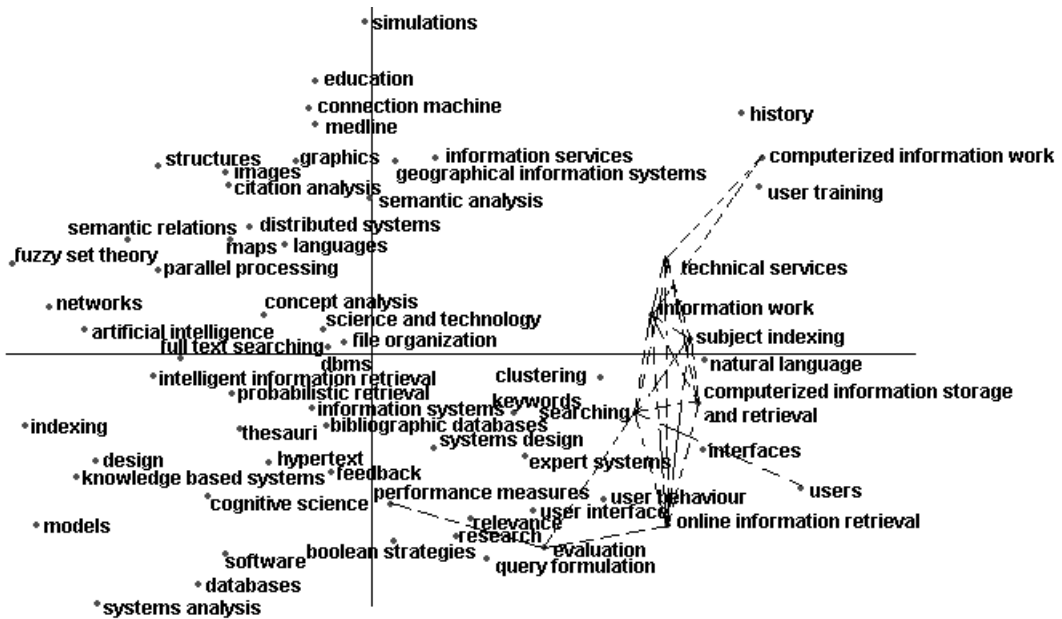 simulations
education
connection machine
medline
history
structures
graphics
information services
computerized information work
images
geographical information systems
citation analysis
user training
semantic analysis
semantic relations
distributed systems
maps
languages
fuzzy set theory
parallel processing
technical services
networks
concept analysis
information work
science and technology
artificial intelligence
subject indexing
full text searching
file organization
dbms
natural language
intelligent information retrieval
clustering
probabilistic retrieval
keywords
computerized information storage
and retrieval
information systems
searching
indexing
thesauri
bibliographic databases
systems design
interfaces
design
hypertext
expert systems
knowledge based systems
feedback
users
performance measures
user behaviour
cognitive science
user interface
models
relevance
online information retrieval
research
boolean strategies
evaluation
software
query formulation
databases
systems analysis